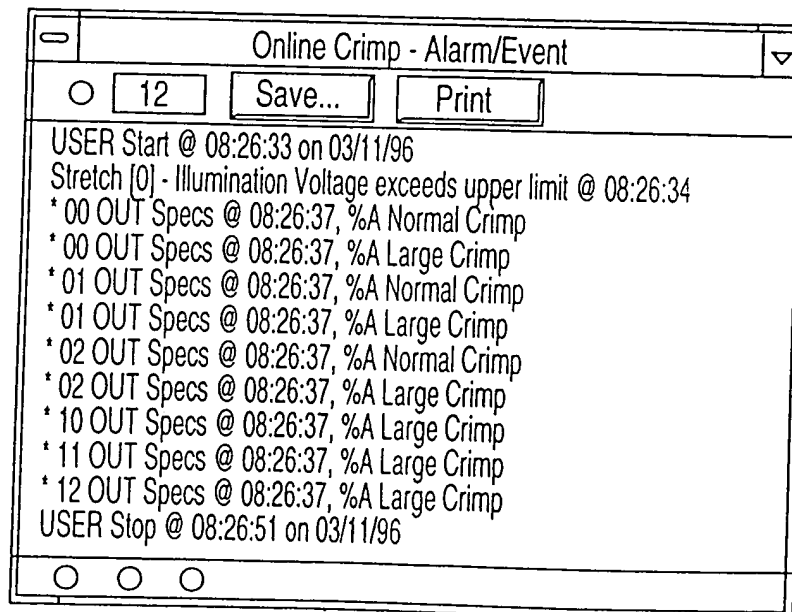 Online Crimp - Alarm/Event
12 Save... Print
USER Start @ 08:26:33 on 03/11/96
Stretch [0] - Illumination Voltage exceeds upper limit @ 08:26:34
* 00 OUT Specs @ 08:26:37, %A Normal Crimp
* 00 OUT Specs @ 08:26:37, %A Large Crimp
* 01 OUT Specs @ 08:26:37, %A Normal Crimp
* 01 OUT Specs @ 08:26:37, %A Large Crimp
* 02 OUT Specs @ 08:26:37, %A Normal Crimp
* 02 OUT Specs @ 08:26:37, %A Large Crimp
* 10 OUT Specs @ 08:26:37, %A Large Crimp
* 11 OUT Specs @ 08:26:37, %A Large Crimp
* 12 OUT Specs @ 08:26:37, %A Large Crimp
USER Stop @ 08:26:51 on 03/11/96